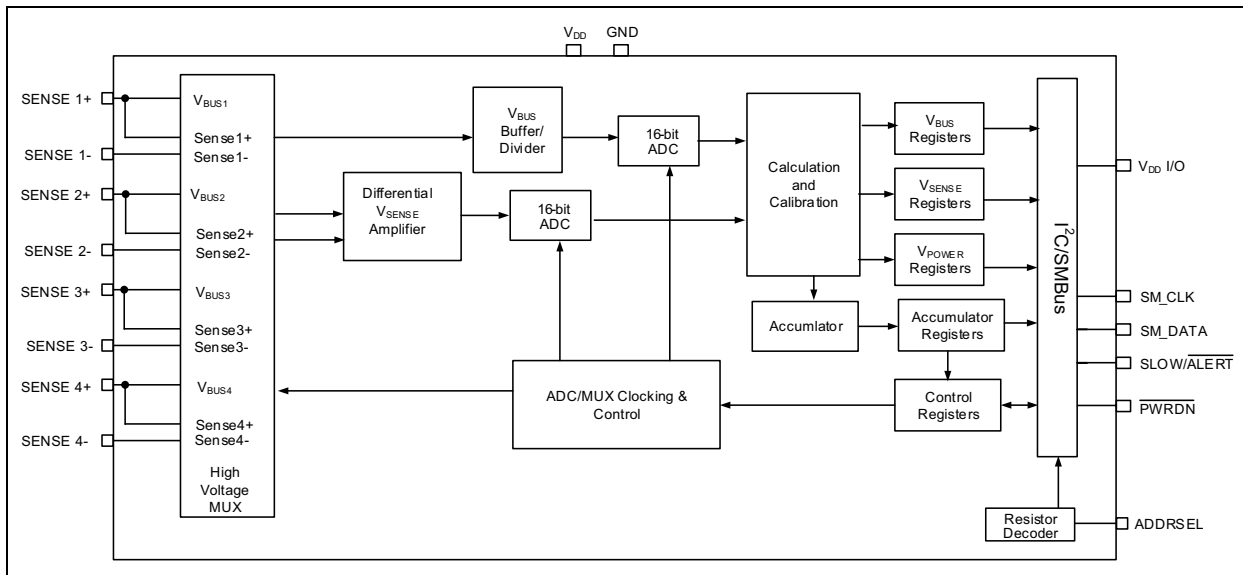 VDD GND
SENSE 1+
SENSE 1-
SENSE 2+
SENSE 2-
SENSE 3+
SENSE 3-
SENSE 4+
SENSE 4-
VBUS1
Sense1+
Sense1-
VBUS2
Sense2+
Sense2-
VBUS3
Sense3+
Sense3-
VBUS4
Sense4+
Sense4-
High
Voltage
MUX
VBUS
Buffer/
Divider
16-bit
ADC
Differential
VSENSE
Amplifier
16-bit
ADC
Calculation
and
Calibration
VBUS
Registers
VSENSE
Registers
VPOWER
Registers
Accumlator
Accumulator
Registers
ADC/MUX Clocking &
Control
Control
Registers
I2C/SMBus
Resistor
Decoder
VDD I/O
SM_CLK
SM_DATA
SLOW/ALERT
PWRDN
ADDRSEL